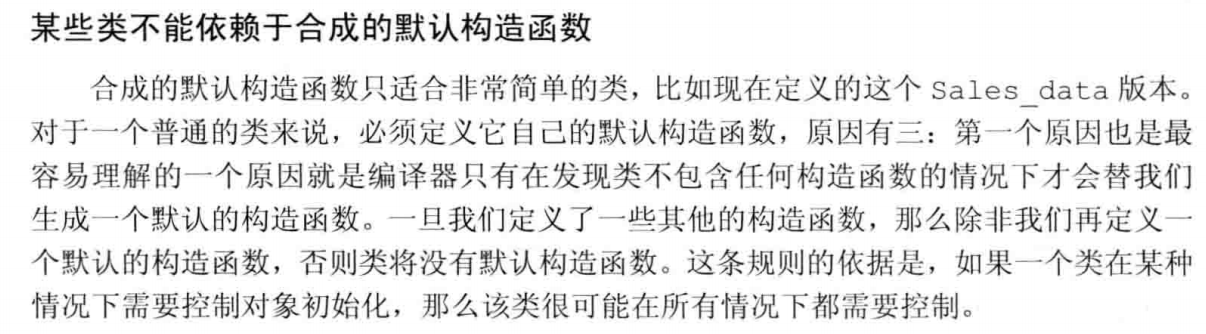 某些类不能依赖于合成的默认构造函数
合成的默认构造函数只适合非常简单的类，比如现在定义的这个 Sales_data 版本。
对于一个普通的类来说，必须定义它自己的默认构造函数，原因有三：第一个原因也是最
容易理解的一个原因就是编译器只有在发现类不包含任何构造函数的情况下才会替我们
生成一个默认的构造函数。一旦我们定义了一些其他的构造函数，那么除非我们再定义一
个默认的构造函数，否则类将没有默认构造函数。这条规则的依据是，如果一个类在某种
情况下需要控制对象初始化，那么该类很可能在所有情况下都需要控制。